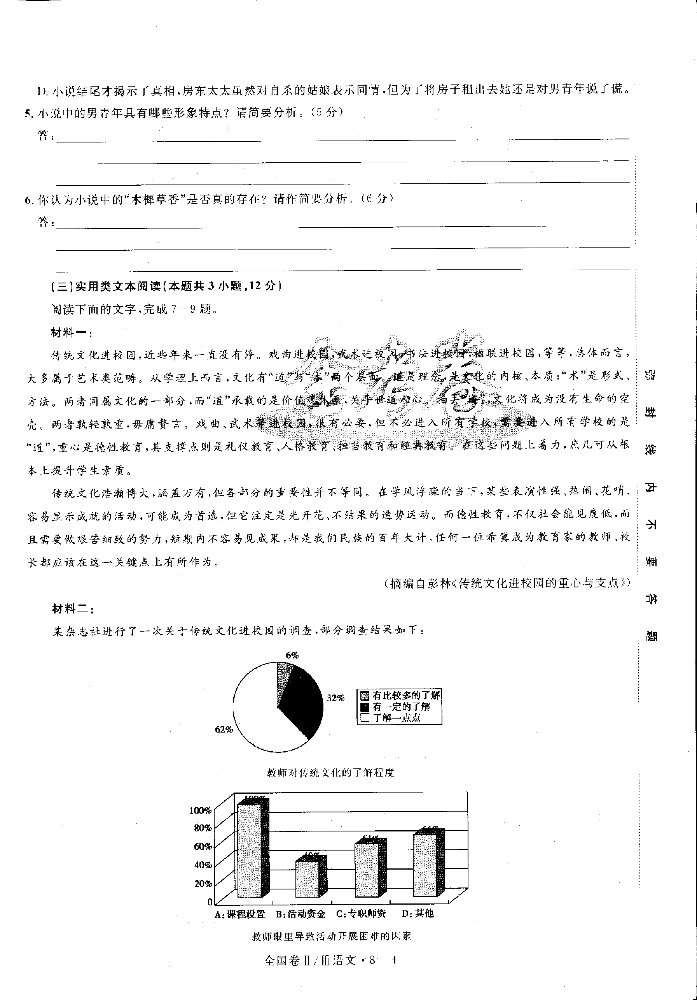 D. 小说结尾才揭示了真相,房东太太虽然对自杀的姑娘表示同情,但为了将房子租出去她还是对男青年说了谎。
5. 小说中的男青年具有哪些形象特点？请简要分析。(5 分)
答:
6. 你认为小说中的“木樨草香”是否真的存在？请作简要分析。(6 分)
答:
(三)实用类文本阅读(本题共 3 小题,12 分)
阅读下面的文字,完成 7—9 题。
材料一:
传统文化进校园,近些年来一直没有停。戏曲进校园,武术进校园,书法进校园,楹联进校园,等等,总体而言,
大多属于艺术类范畴。从学理上而言,文化有“道”与“术”两个层面。道是理念,是文化的内核、本质;“术”是形式、
方法。两者同属文化的一部分,而“道”承载的是价值观体系,关乎世道人心。抽去“道”,文化将成为没有生命的空
壳。两者孰轻孰重,毋庸赘言。戏曲、武术等进校园,很有必要,但不必进入所有学校,需要进入所有学校的是
“道”,重心是德性教育,其支撑点则是礼仪教育、人格教育、担当教育和经典教育。在这些问题上着力,庶几可从根
本上提升学生素质。
传统文化浩瀚博大,涵盖万有,但各部分的重要性并不等同。在学风浮躁的当下,某些表演性强、热闹、花哨、
容易显示成就的活动,可能成为首选,但它注定是光开花、不结果的造势运动。而德性教育,不仅社会能见度低,而
且需要做艰苦细致的努力,短期内不容易见成果,却是我们民族的百年大计,任何一位希冀成为教育家的教师、校
长都应该在这一关键点上有所作为。
(摘编自彭林《传统文化进校园的重心与支点》)
材料二:
某杂志社进行了一次关于传统文化进校园的调查,部分调查结果如下:
6%
32%
62%
有比较多的了解
有一定的了解
了解一点点
教师对传统文化的了解程度
100%
80%
60%
40%
20%
0
A:课程设置 B:活动资金 C:专职师资 D:其他
教师眼里导致活动开展困难的因素
全国卷Ⅱ/Ⅲ语文·8 4
弥封线内不要答题